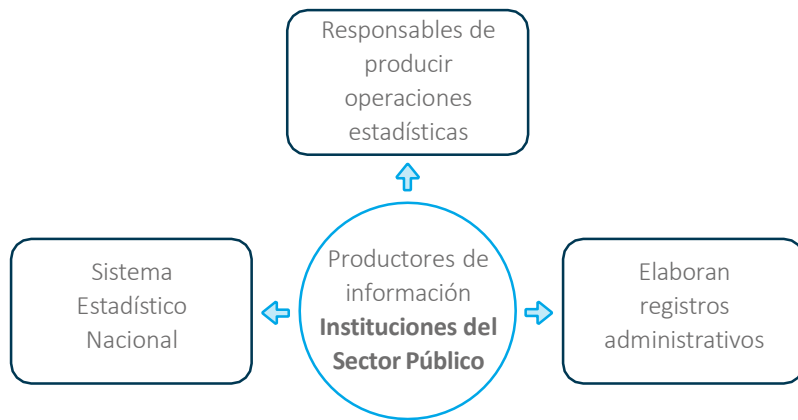 Responsables de
producir
operaciones
estadísticas
Sistema
Estadístico
Nacional
Productores de
información
Instituciones del
Sector Público
Elaboran
registros
administrativos